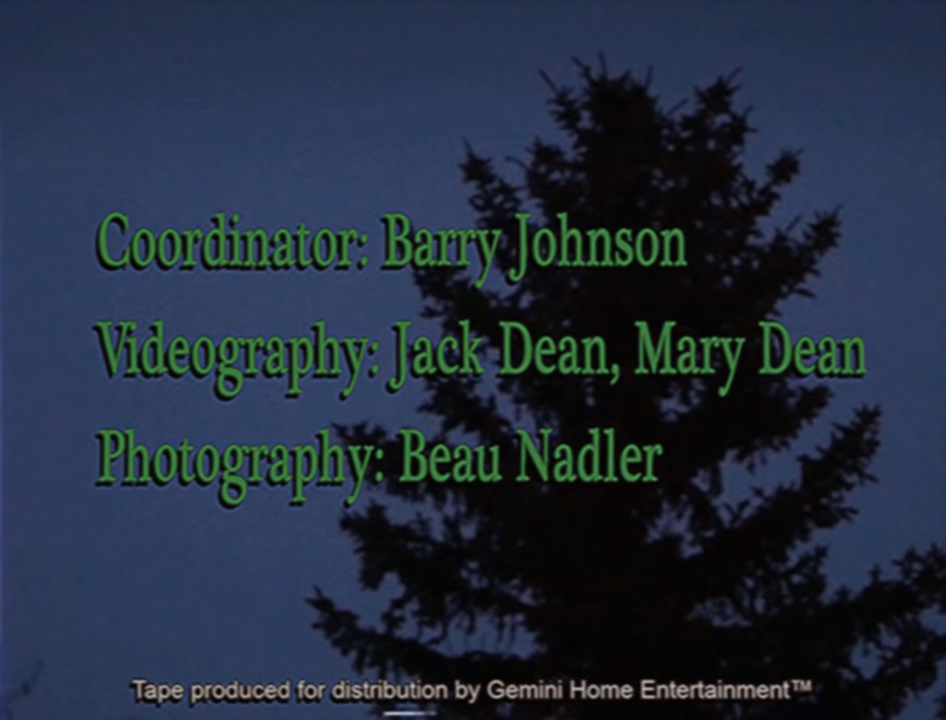 Coordinator: Barry Johnson
Videography: Jack Dean, Mary Dean
Photography: Beau Nadler
Tape produced for distribution by Gemini Home Entertainment™